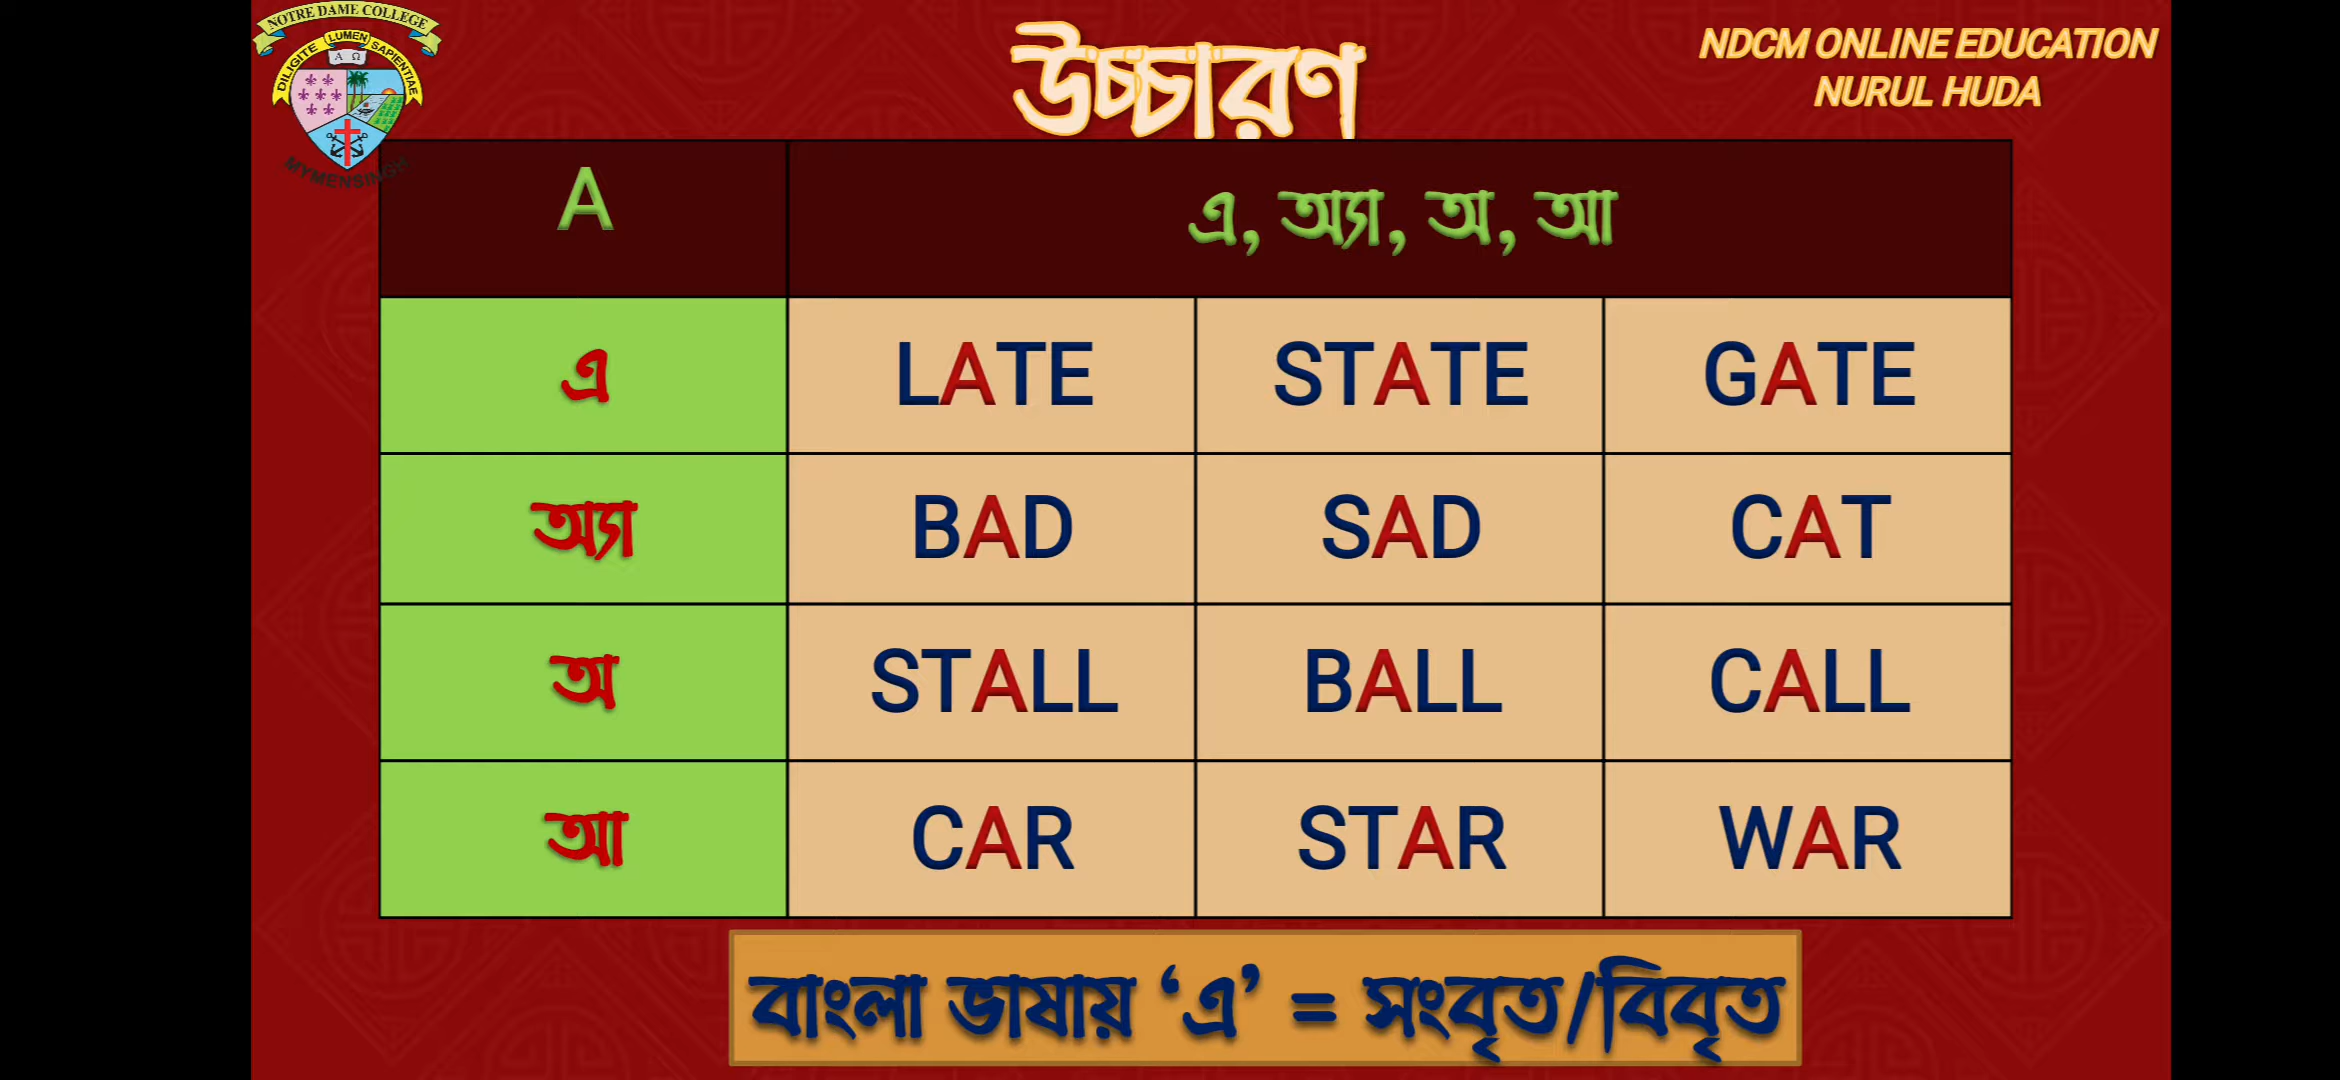 NOTRE DAME COLLEGE
DILIGITE LUMEN SAPIENTIAE
Α Ω
MYMENSINGH
উচ্চারণ
NDCM ONLINE EDUCATION
NURUL HUDA
A এ, অ্যা, অ, আ
এ LATE STATE GATE
অ্যা BAD SAD CAT
অ STALL BALL CALL
আ CAR STAR WAR
বাংলা ভাষায় ‘এ’ = সংবৃত/বিবৃত